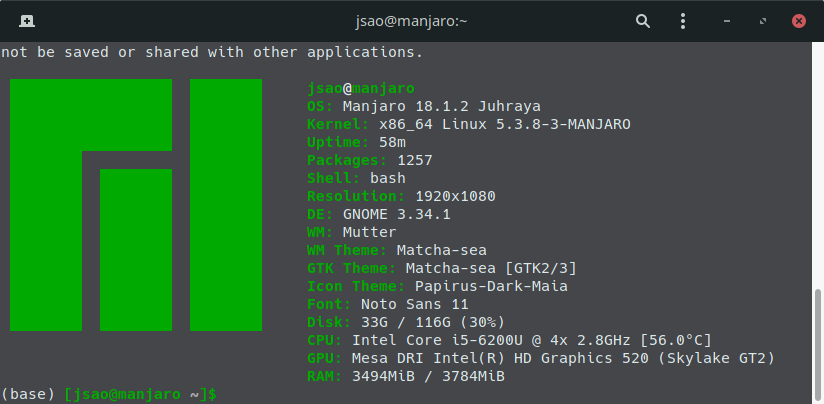 jsao@manjaro:~
not be saved or shared with other applications.
jsao@manjaro
OS: Manjaro 18.1.2 Juhraya
Kernel: x86_64 Linux 5.3.8-3-MANJARO
Uptime: 58m
Packages: 1257
Shell: bash
Resolution: 1920x1080
DE: GNOME 3.34.1
WM: Mutter
WM Theme: Matcha-sea
GTK Theme: Matcha-sea [GTK2/3]
Icon Theme: Papirus-Dark-Maia
Font: Noto Sans 11
Disk: 33G / 116G (30%)
CPU: Intel Core i5-6200U @ 4x 2.8GHz [56.0°C]
GPU: Mesa DRI Intel(R) HD Graphics 520 (Skylake GT2)
RAM: 3494MiB / 3784MiB
(base) [jsao@manjaro ~]$